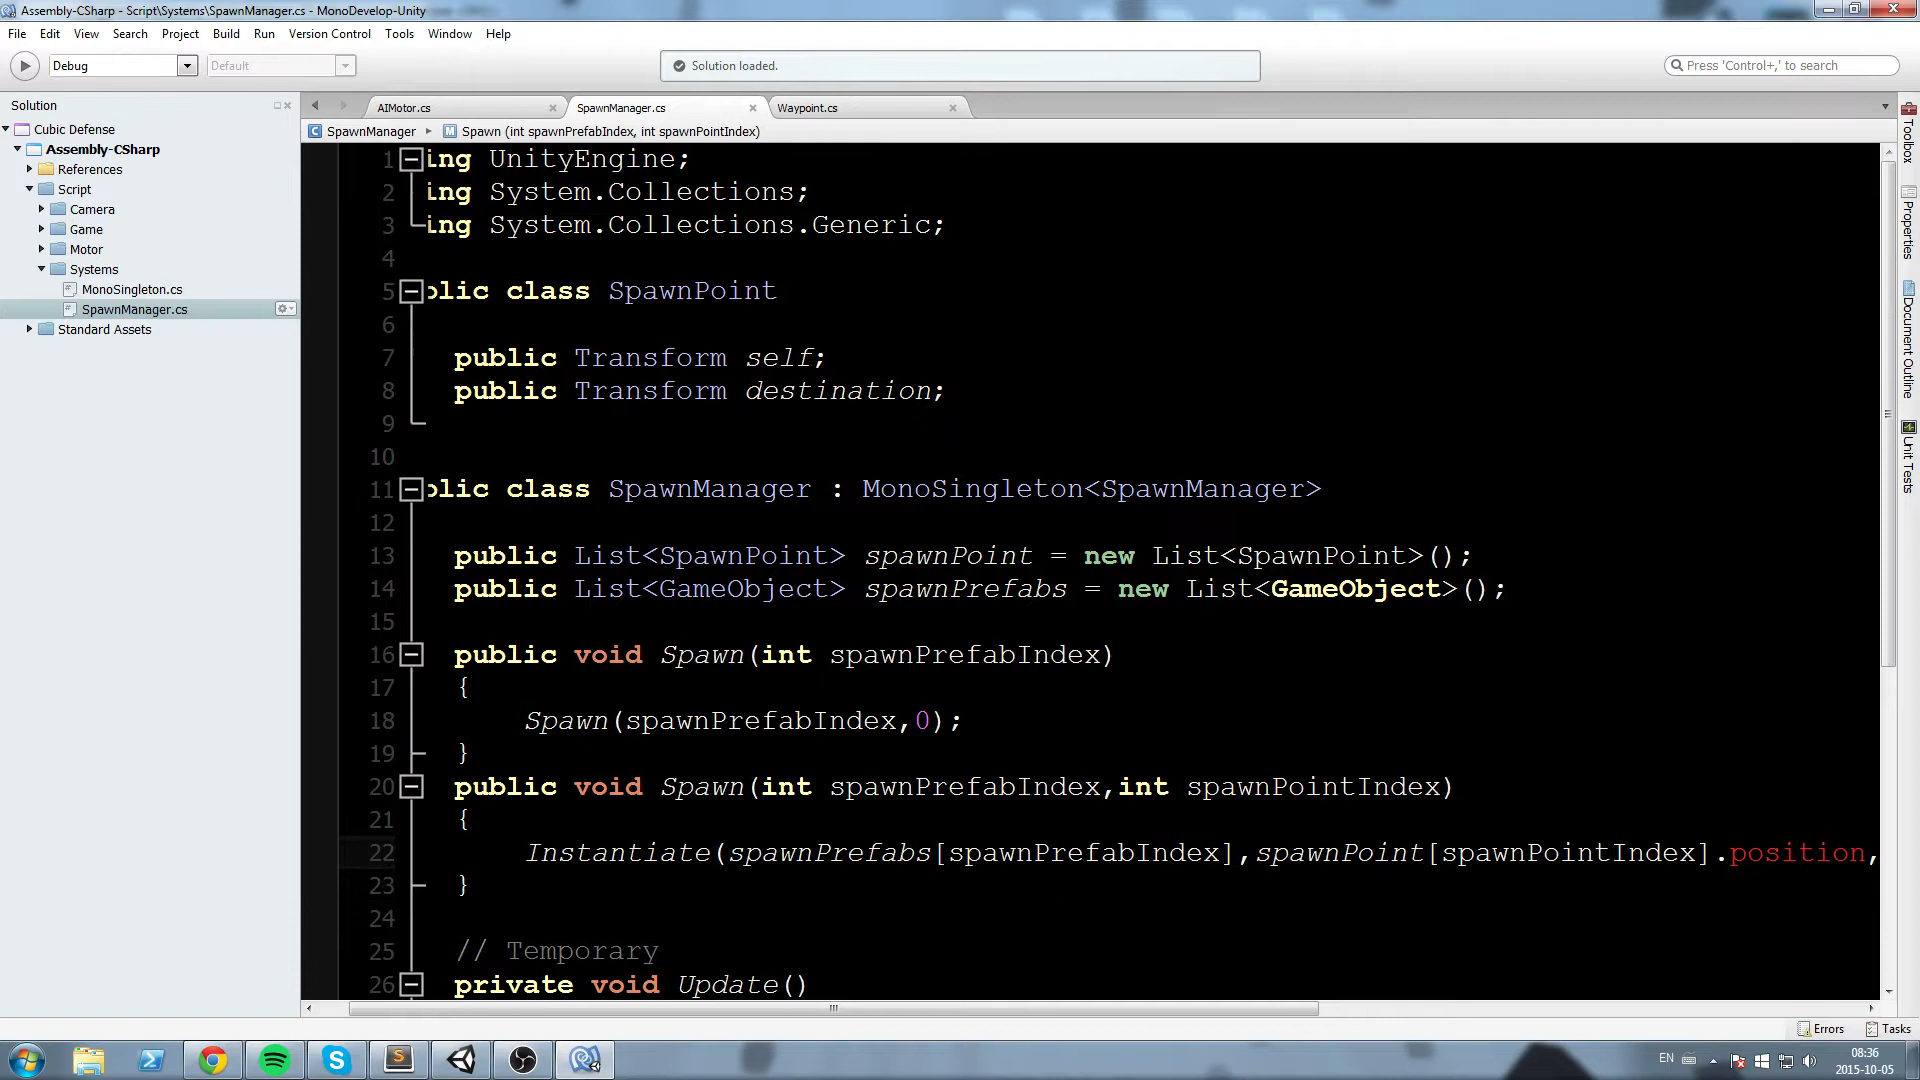 Assembly-CSharp - Script\Systems\SpawnManager.cs - MonoDevelop-Unity
File Edit View Search Project Build Run Version Control Tools Window Help
Debug Default Solution loaded. Press 'Control+,' to search
Solution
Cubic Defense
Assembly-CSharp
References
Script
Camera
Game
Motor
Systems
MonoSingleton.cs
SpawnManager.cs
Standard Assets
AIMotor.cs SpawnManager.cs Waypoint.cs
SpawnManager Spawn (int spawnPrefabIndex, int spawnPointIndex)
1 ing UnityEngine;
2 ing System.Collections;
3 ing System.Collections.Generic;
4
5 blic class SpawnPoint
6
7 public Transform self;
8 public Transform destination;
9
10
11 blic class SpawnManager : MonoSingleton<SpawnManager>
12
13 public List<SpawnPoint> spawnPoint = new List<SpawnPoint>();
14 public List<GameObject> spawnPrefabs = new List<GameObject>();
15
16 public void Spawn(int spawnPrefabIndex)
17 {
18 Spawn(spawnPrefabIndex,0);
19 }
20 public void Spawn(int spawnPrefabIndex,int spawnPointIndex)
21 {
22 Instantiate(spawnPrefabs[spawnPrefabIndex],spawnPoint[spawnPointIndex].position,
23 }
24
25 // Temporary
26 private void Update()
Toolbox
Properties
Document Outline
Unit Tests
Errors Tasks
EN
08:36
2015-10-05